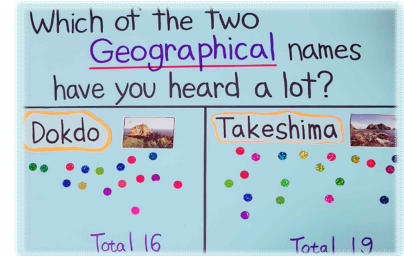 Which of the two
Geographical names
have you heard a lot?
Dokdo
Takeshima
Total 16
Total 19